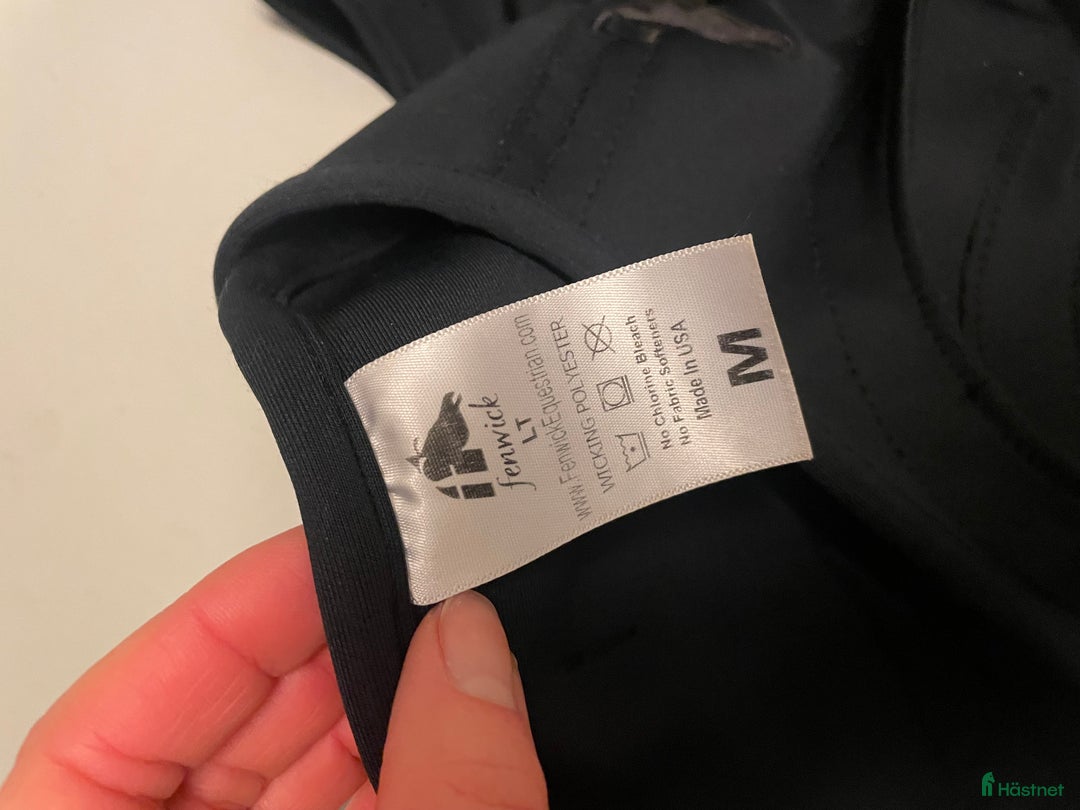 fenwick
LT
www.FenwickEquestrian.com
WICKING POLYESTER
No Chlorine Bleach
No Fabric Softeners
Made In USA
M
Hästnet